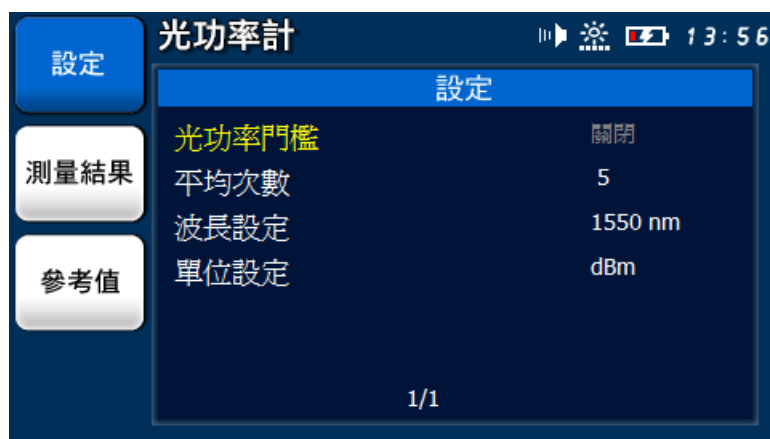 光功率計 13:56
設定
測量結果
參考值
設定
光功率門檻 關閉
平均次數 5
波長設定 1550 nm
單位設定 dBm
1/1